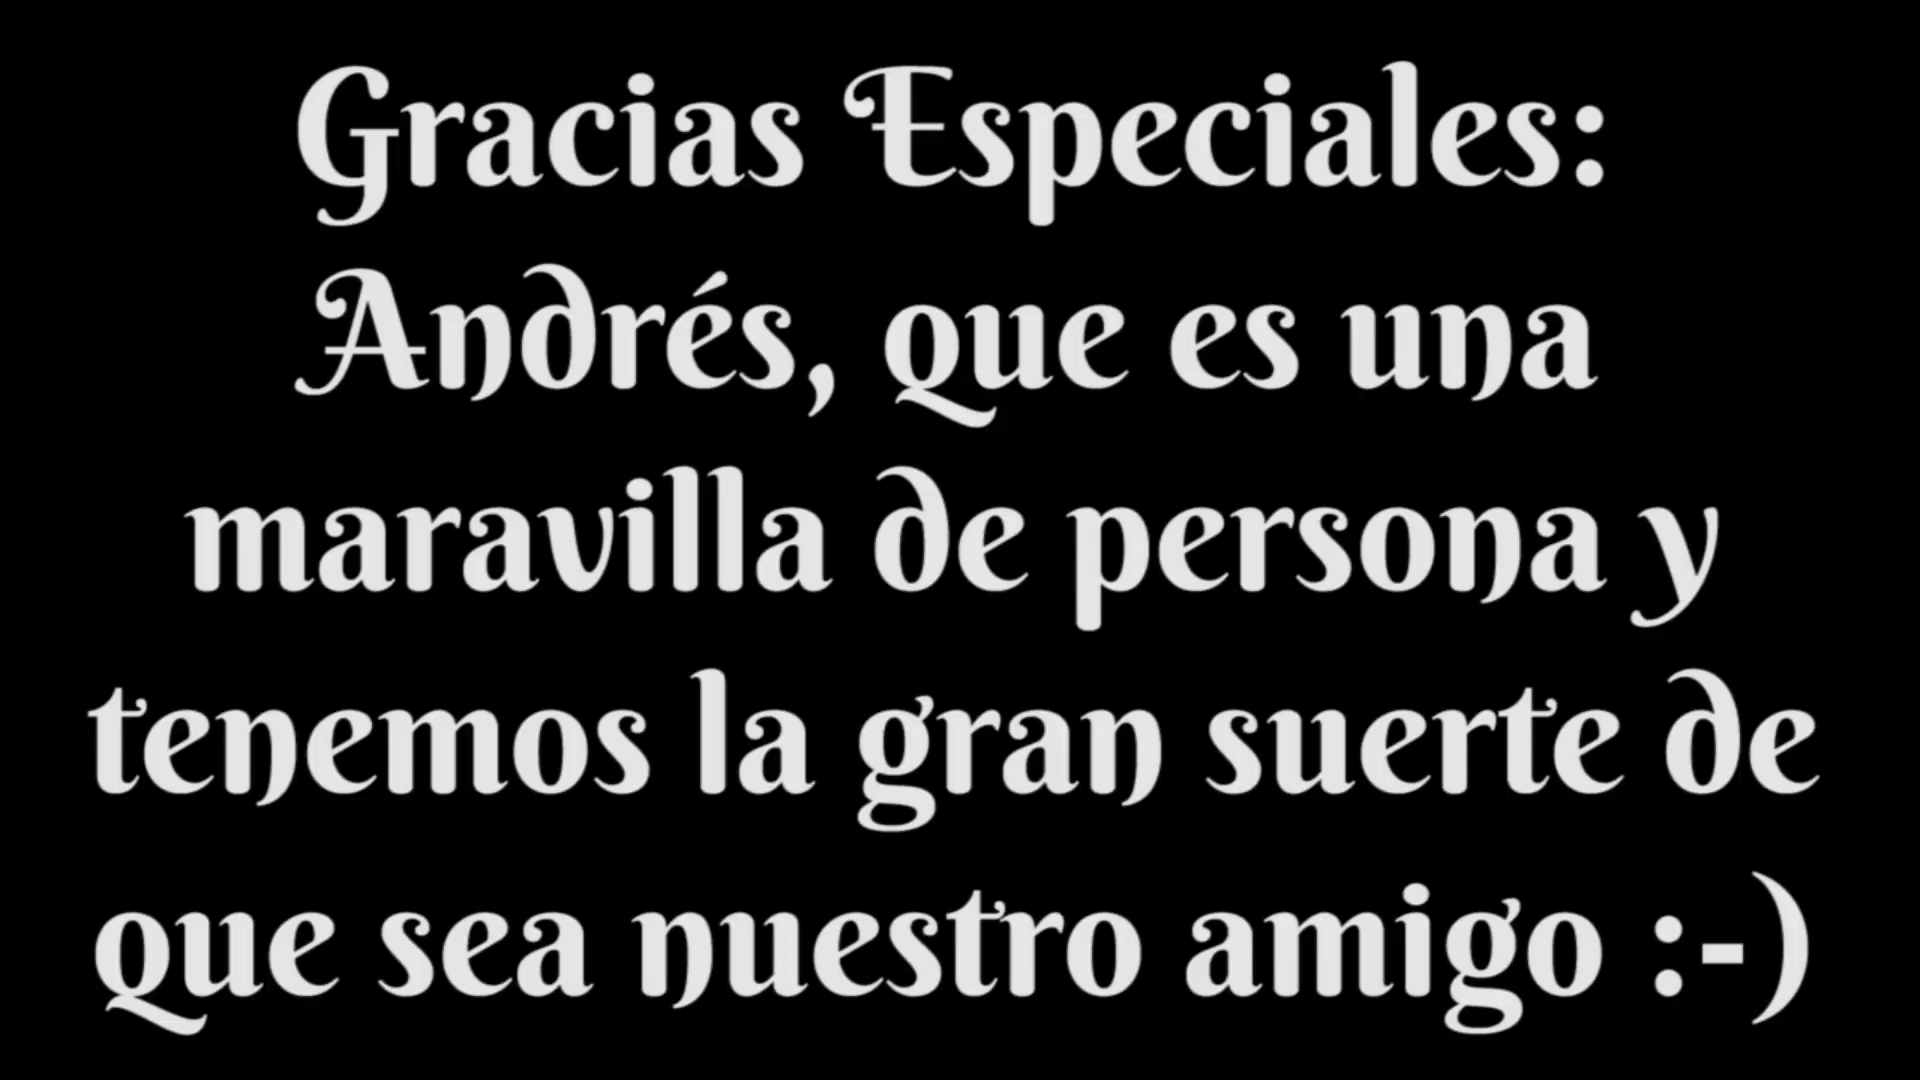 Gracias Especiales:
Andrés, que es una
maravilla de persona y
tenemos la gran suerte de
que sea nuestro amigo :-)